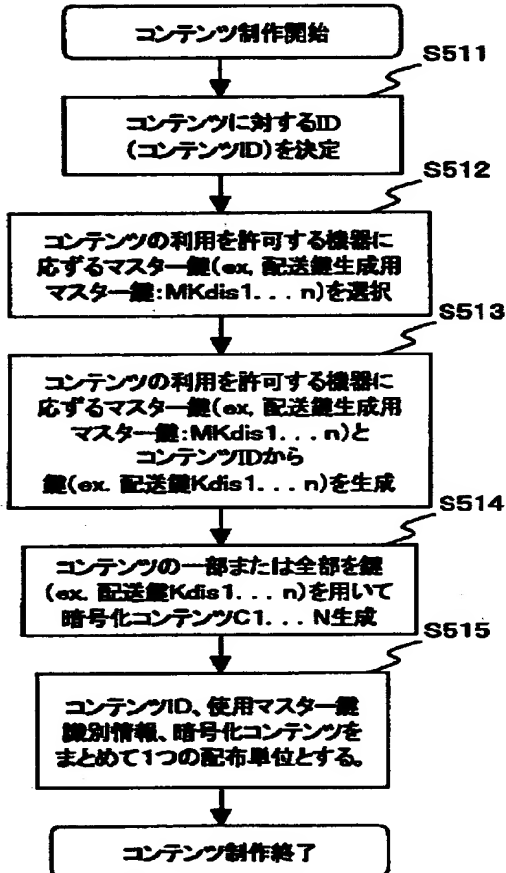 コンテンツ制作開始
S511
コンテンツに対するID
(コンテンツID)を決定
S512
コンテンツの利用を許可する機器に
応ずるマスター鍵(ex, 配送鍵生成用
マスター鍵:MKdis1...n)を選択
S513
コンテンツの利用を許可する機器に
応ずるマスター鍵(ex, 配送鍵生成用
マスター鍵:MKdis1...n)と
コンテンツIDから
鍵(ex. 配送鍵Kdis1...n)を生成
S514
コンテンツの一部または全部を鍵
(ex. 配送鍵Kdis1...n)を用いて
暗号化コンテンツC1...N生成
S515
コンテンツID、使用マスター鍵
識別情報、暗号化コンテンツを
まとめて1つの配布単位とする。
コンテンツ制作終了